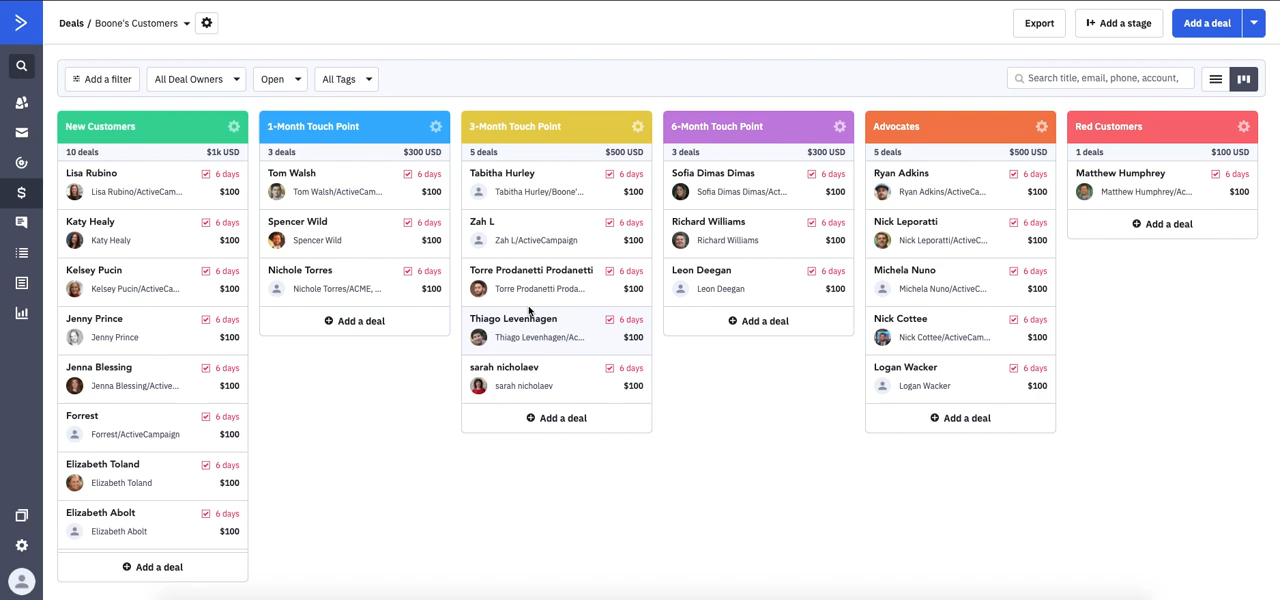 Deals / Boone's Customers
Export
Add a stage
Add a deal
Add a filter
All Deal Owners
Open
All Tags
Search title, email, phone, account,
New Customers
10 deals $1k USD
Lisa Rubino 6 days
Lisa Rubino/ActiveCam... $100
Katy Healy 6 days
Katy Healy $100
Kelsey Pucin 6 days
Kelsey Pucin/ActiveCa... $100
Jenny Prince 6 days
Jenny Prince $100
Jenna Blessing 6 days
Jenna Blessing/Active... $100
Forrest 6 days
Forrest/ActiveCampaign $100
Elizabeth Toland 6 days
Elizabeth Toland $100
Elizabeth Abolt 6 days
Elizabeth Abolt $100
Add a deal
1-Month Touch Point
3 deals $300 USD
Tom Walsh 6 days
Tom Walsh/ActiveCam... $100
Spencer Wild 6 days
Spencer Wild $100
Nichole Torres 6 days
Nichole Torres/ACME, ... $100
Add a deal
3-Month Touch Point
5 deals $500 USD
Tabitha Hurley 6 days
Tabitha Hurley/Boone'... $100
Zah L 6 days
Zah L/ActiveCampaign $100
Torre Prodanetti Prodanetti 6 days
Torre Prodanetti Proda... $100
Thiago Levenhagen 6 days
Thiago Levenhagen/Ac... $100
sarah nicholaev 6 days
sarah nicholaev $100
Add a deal
6-Month Touch Point
3 deals $300 USD
Sofia Dimas Dimas 6 days
Sofia Dimas Dimas/Act... $100
Richard Williams 6 days
Richard Williams $100
Leon Deegan 6 days
Leon Deegan $100
Add a deal
Advocates
5 deals $500 USD
Ryan Adkins 6 days
Ryan Adkins/ActiveCa... $100
Nick Leporatti 6 days
Nick Leporatti/ActiveC... $100
Michela Nuno 6 days
Michela Nuno/ActiveC... $100
Nick Cottee 6 days
Nick Cottee/ActiveCam... $100
Logan Wacker 6 days
Logan Wacker $100
Add a deal
Red Customers
1 deals $100 USD
Matthew Humphrey 6 days
Matthew Humphrey/Ac... $100
Add a deal